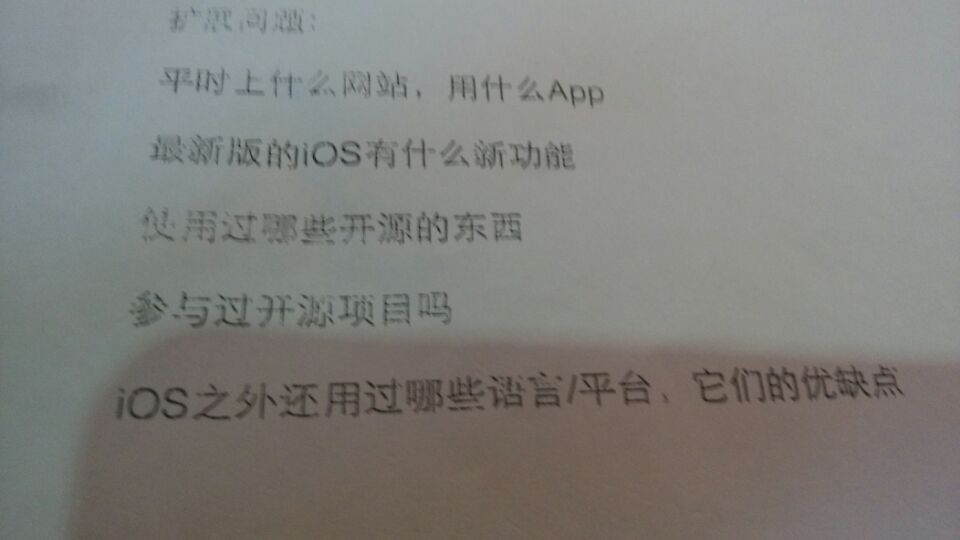 扩展问题：
平时上什么网站，用什么App
最新版的iOS有什么新功能
使用过哪些开源的东西
参与过开源项目吗
iOS之外还用过哪些语言/平台、它们的优缺点